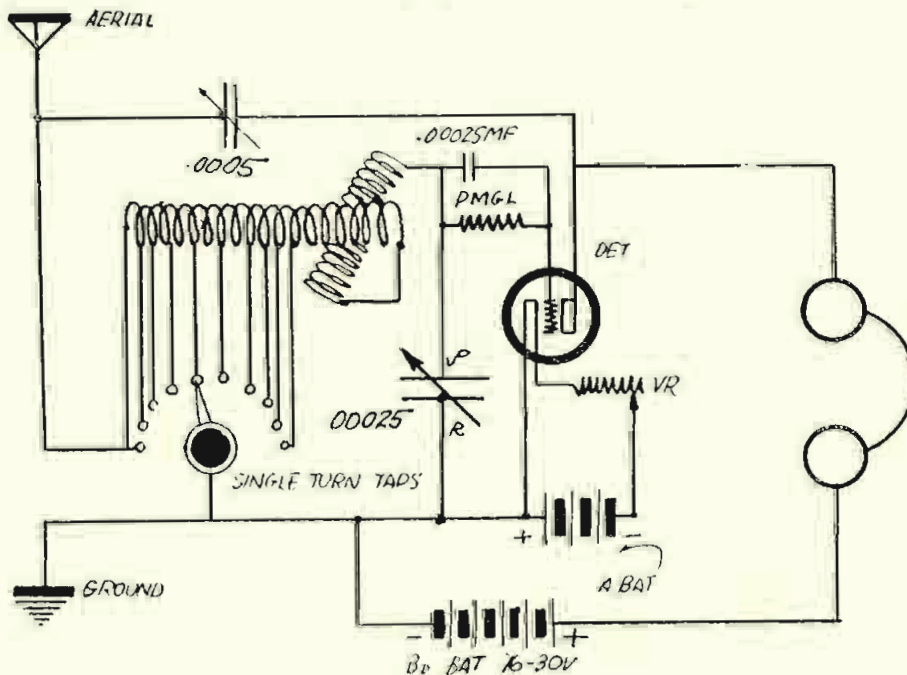 AERIAL
.0005
.00025MF
PMGL
DET
VR
00025
R
SINGLE TURN TAPS
+ -
A BAT
GROUND
- +
BAT 16-30V